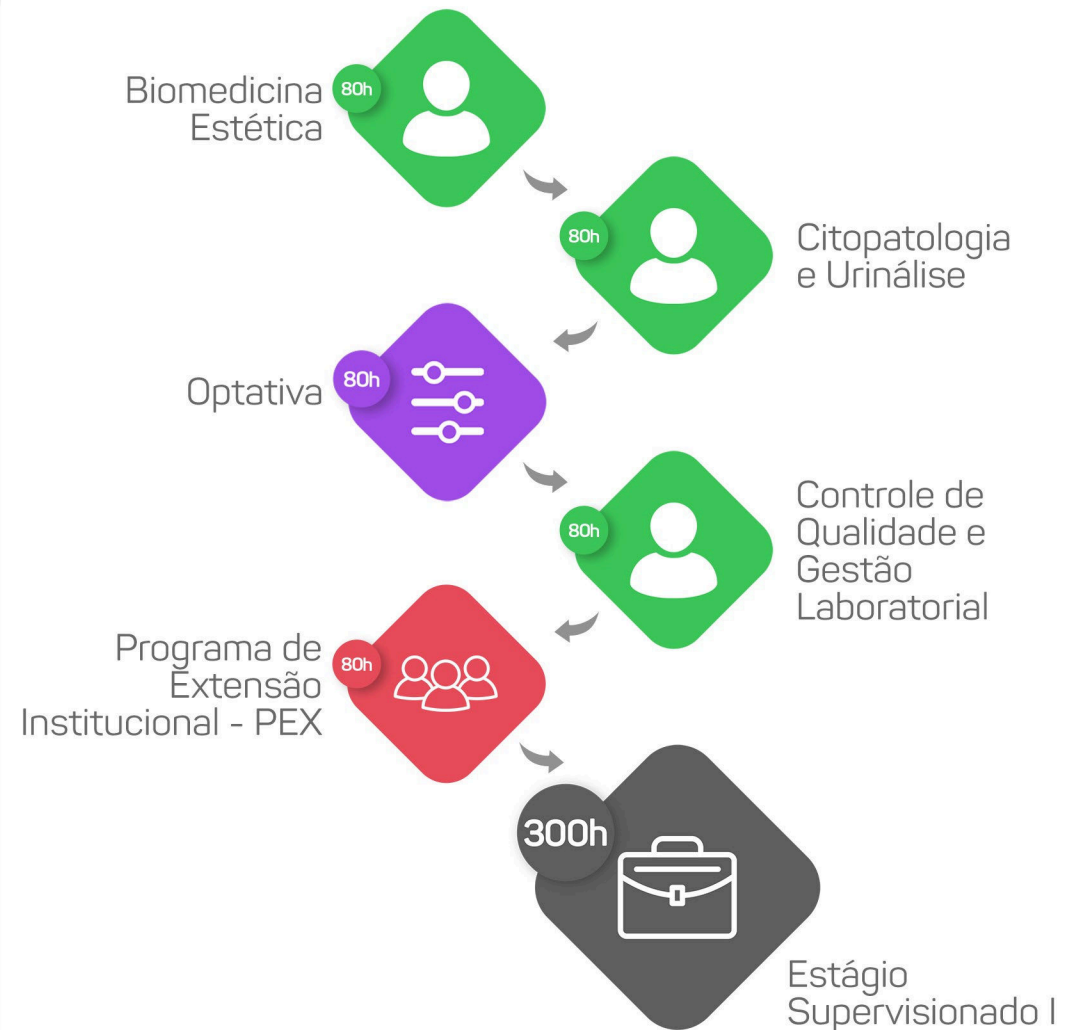 80h
Biomedicina
Estética
80h
Citopatologia
e Urinálise
80h
Optativa
80h
Controle de
Qualidade e
Gestão
Laboratorial
80h
Programa de
Extensão
Institucional - PEX
300h
Estágio
Supervisionado I